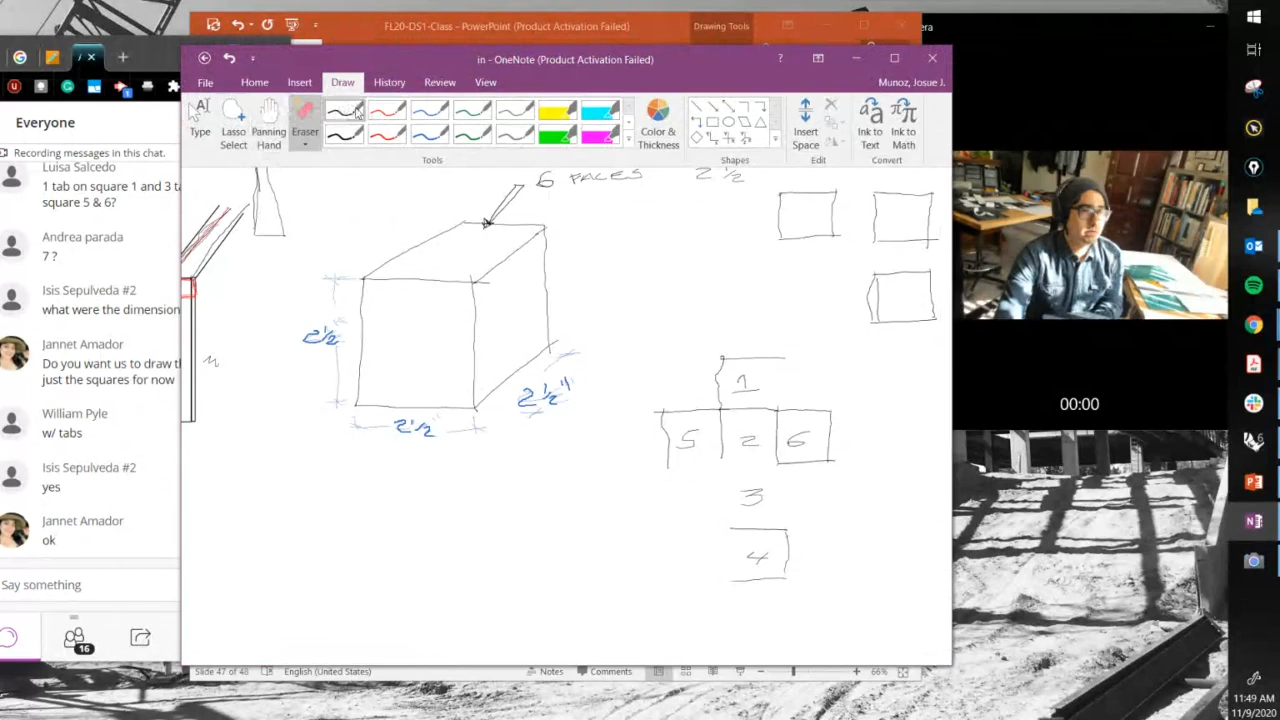 FL20-DS1-Class - PowerPoint (Product Activation Failed)
Drawing Tools
in - OneNote (Product Activation Failed)
?
Munoz, Josue J.
File
Home
Insert
Draw
History
Review
View
Type
Lasso
Select
Panning
Hand
Eraser
Color &
Thickness
Insert
Space
Ink to
Text
Ink to
Math
Tools
Shapes
Edit
Convert
Everyone
Recording messages in this chat.
Luisa Salcedo
1 tab on square 1 and 3 ta
square 5 & 6?
Andrea parada
7 ?
Isis Sepulveda #2
what were the dimension
Jannet Amador
Do you want us to draw th
just the squares for now
William Pyle
w/ tabs
Isis Sepulveda #2
yes
Jannet Amador
ok
Say something
16
6 FACES 2 1/2
2 1/2"
2 1/2"
2 1/2"
1
5 2 6
3
4
00:00
Slide 47 of 48
English (United States)
Notes
Comments
66%
11:49 AM
11/9/2020